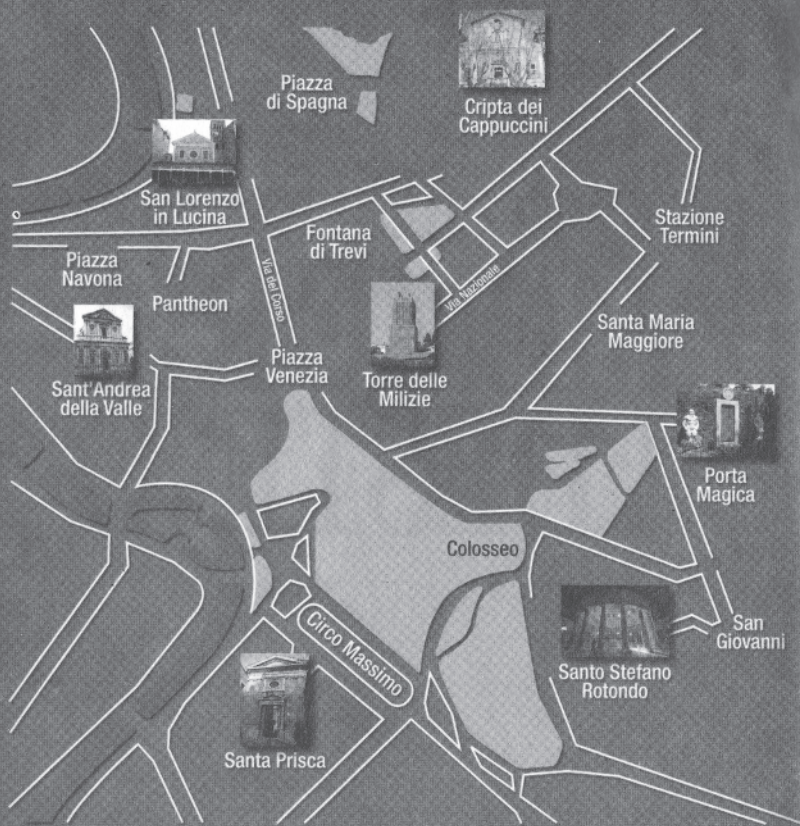 Piazza
di Spagna
Cripta dei
Cappuccini
San Lorenzo
in Lucina
Fontana
di Trevi
Stazione
Termini
Piazza
Navona
Pantheon
Via del Corso
Via Nazionale
Santa Maria
Maggiore
Sant'Andrea
della Valle
Piazza
Venezia
Torre delle
Milizie
Porta
Magica
Colosseo
Circo Massimo
San
Giovanni
Santo Stefano
Rotondo
Santa Prisca